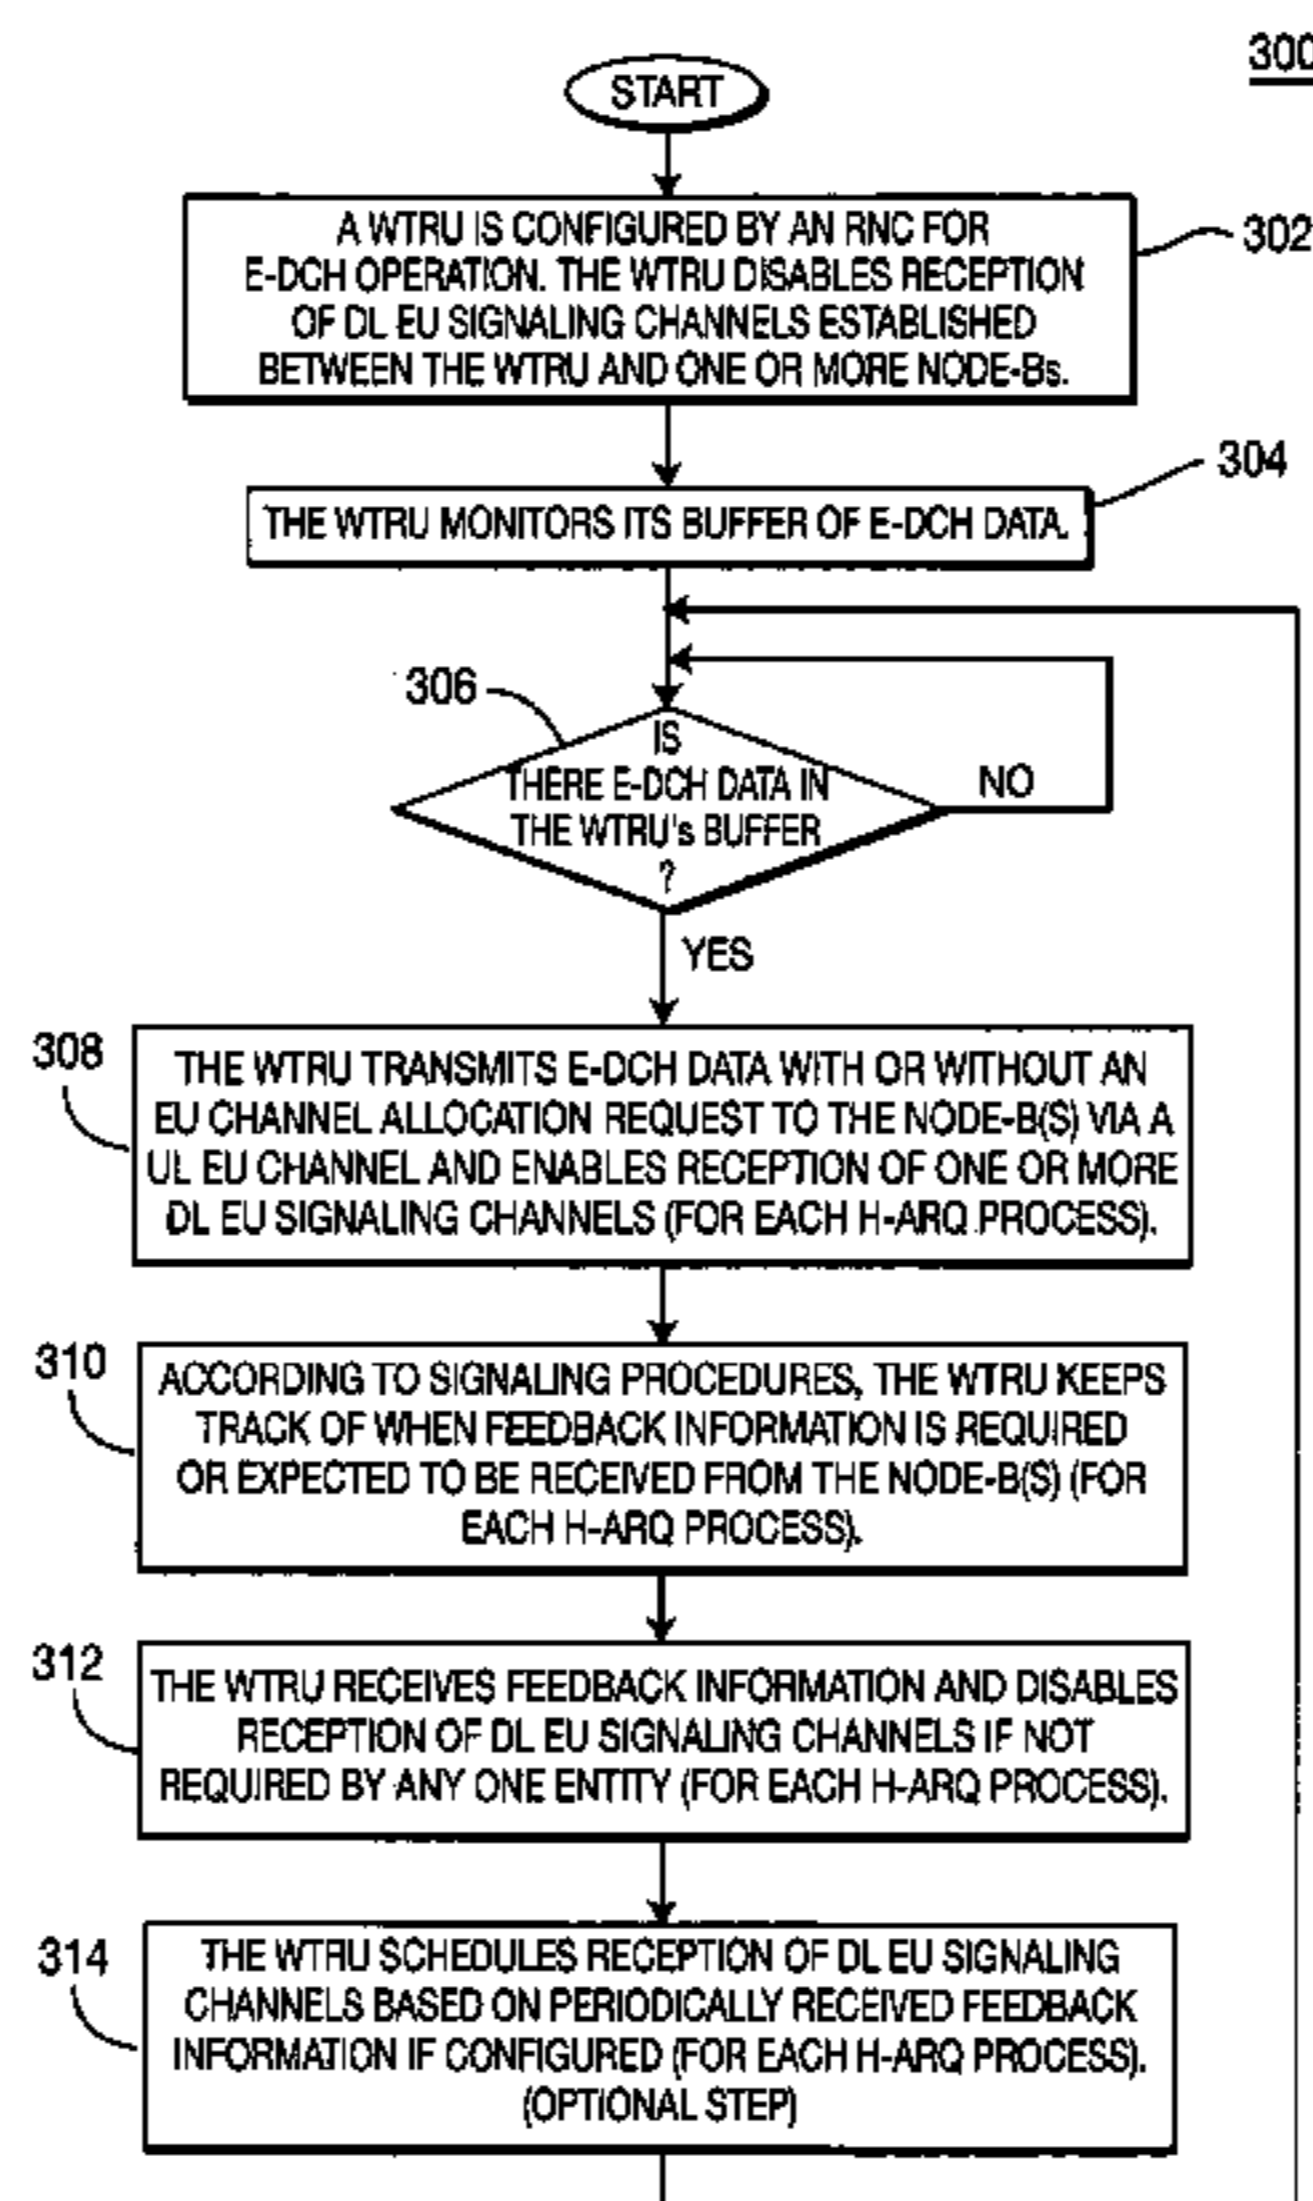 300
START
A WTRU IS CONFIGURED BY AN RNC FOR
E-DCH OPERATION. THE WTRU DISABLES RECEPTION
OF DL EU SIGNALING CHANNELS ESTABLISHED
BETWEEN THE WTRU AND ONE OR MORE NODE-Bs.
302
304
THE WTRU MONITORS ITS BUFFER OF E-DCH DATA.
306
IS
THERE E-DCH DATA IN
THE WTRU's BUFFER
?
NO
YES
308
THE WTRU TRANSMITS E-DCH DATA WITH OR WITHOUT AN
EU CHANNEL ALLOCATION REQUEST TO THE NODE-B(S) VIA A
UL EU CHANNEL AND ENABLES RECEPTION OF ONE OR MORE
DL EU SIGNALING CHANNELS (FOR EACH H-ARQ PROCESS).
310
ACCORDING TO SIGNALING PROCEDURES, THE WTRU KEEPS
TRACK OF WHEN FEEDBACK INFORMATION IS REQUIRED
OR EXPECTED TO BE RECEIVED FROM THE NODE-B(S) (FOR
EACH H-ARQ PROCESS).
312
THE WTRU RECEIVES FEEDBACK INFORMATION AND DISABLES
RECEPTION OF DL EU SIGNALING CHANNELS IF NOT
REQUIRED BY ANY ONE ENTITY (FOR EACH H-ARQ PROCESS).
314
THE WTRU SCHEDULES RECEPTION OF DL EU SIGNALING
CHANNELS BASED ON PERIODICALLY RECEIVED FEEDBACK
INFORMATION IF CONFIGURED (FOR EACH H-ARQ PROCESS).
(OPTIONAL STEP)